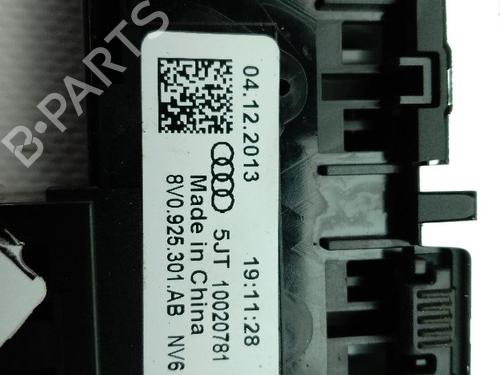 B-PARTS
04.12.2013 19:11:28
5JT 10020781
Made in China
8V0.925.301.AB NV6